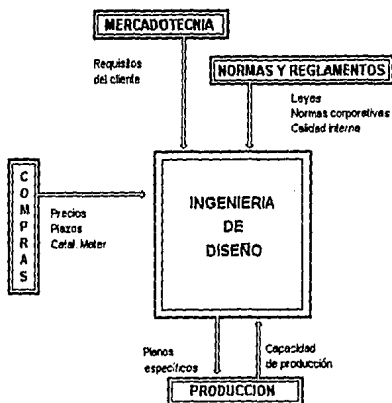 MERCADOTECNIA
Requisitos
del cliente
NORMAS Y REGLAMENTOS
Leyes
Normas corporativas
Calidad interna
COMPRAS
Precios
Plazos
Catal. Mater
INGENIERIA
DE
DISEÑO
Planos
específicos
Capacidad
de producción
PRODUCCION